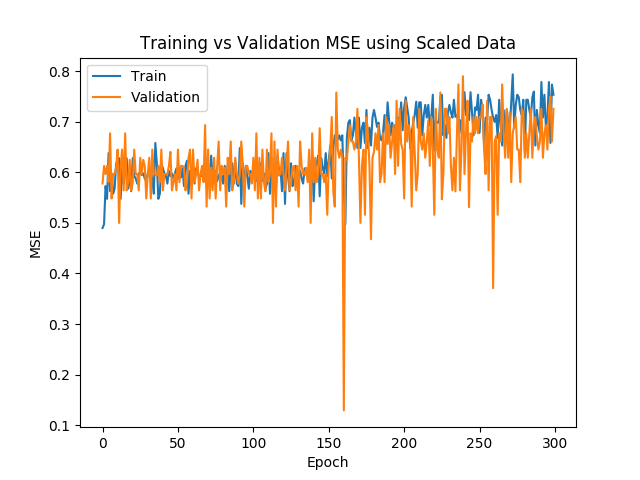 Training vs Validation MSE using Scaled Data
Train
Validation
MSE
0.8
0.7
0.6
0.5
0.4
0.3
0.2
0.1
0 50 100 150 200 250 300
Epoch